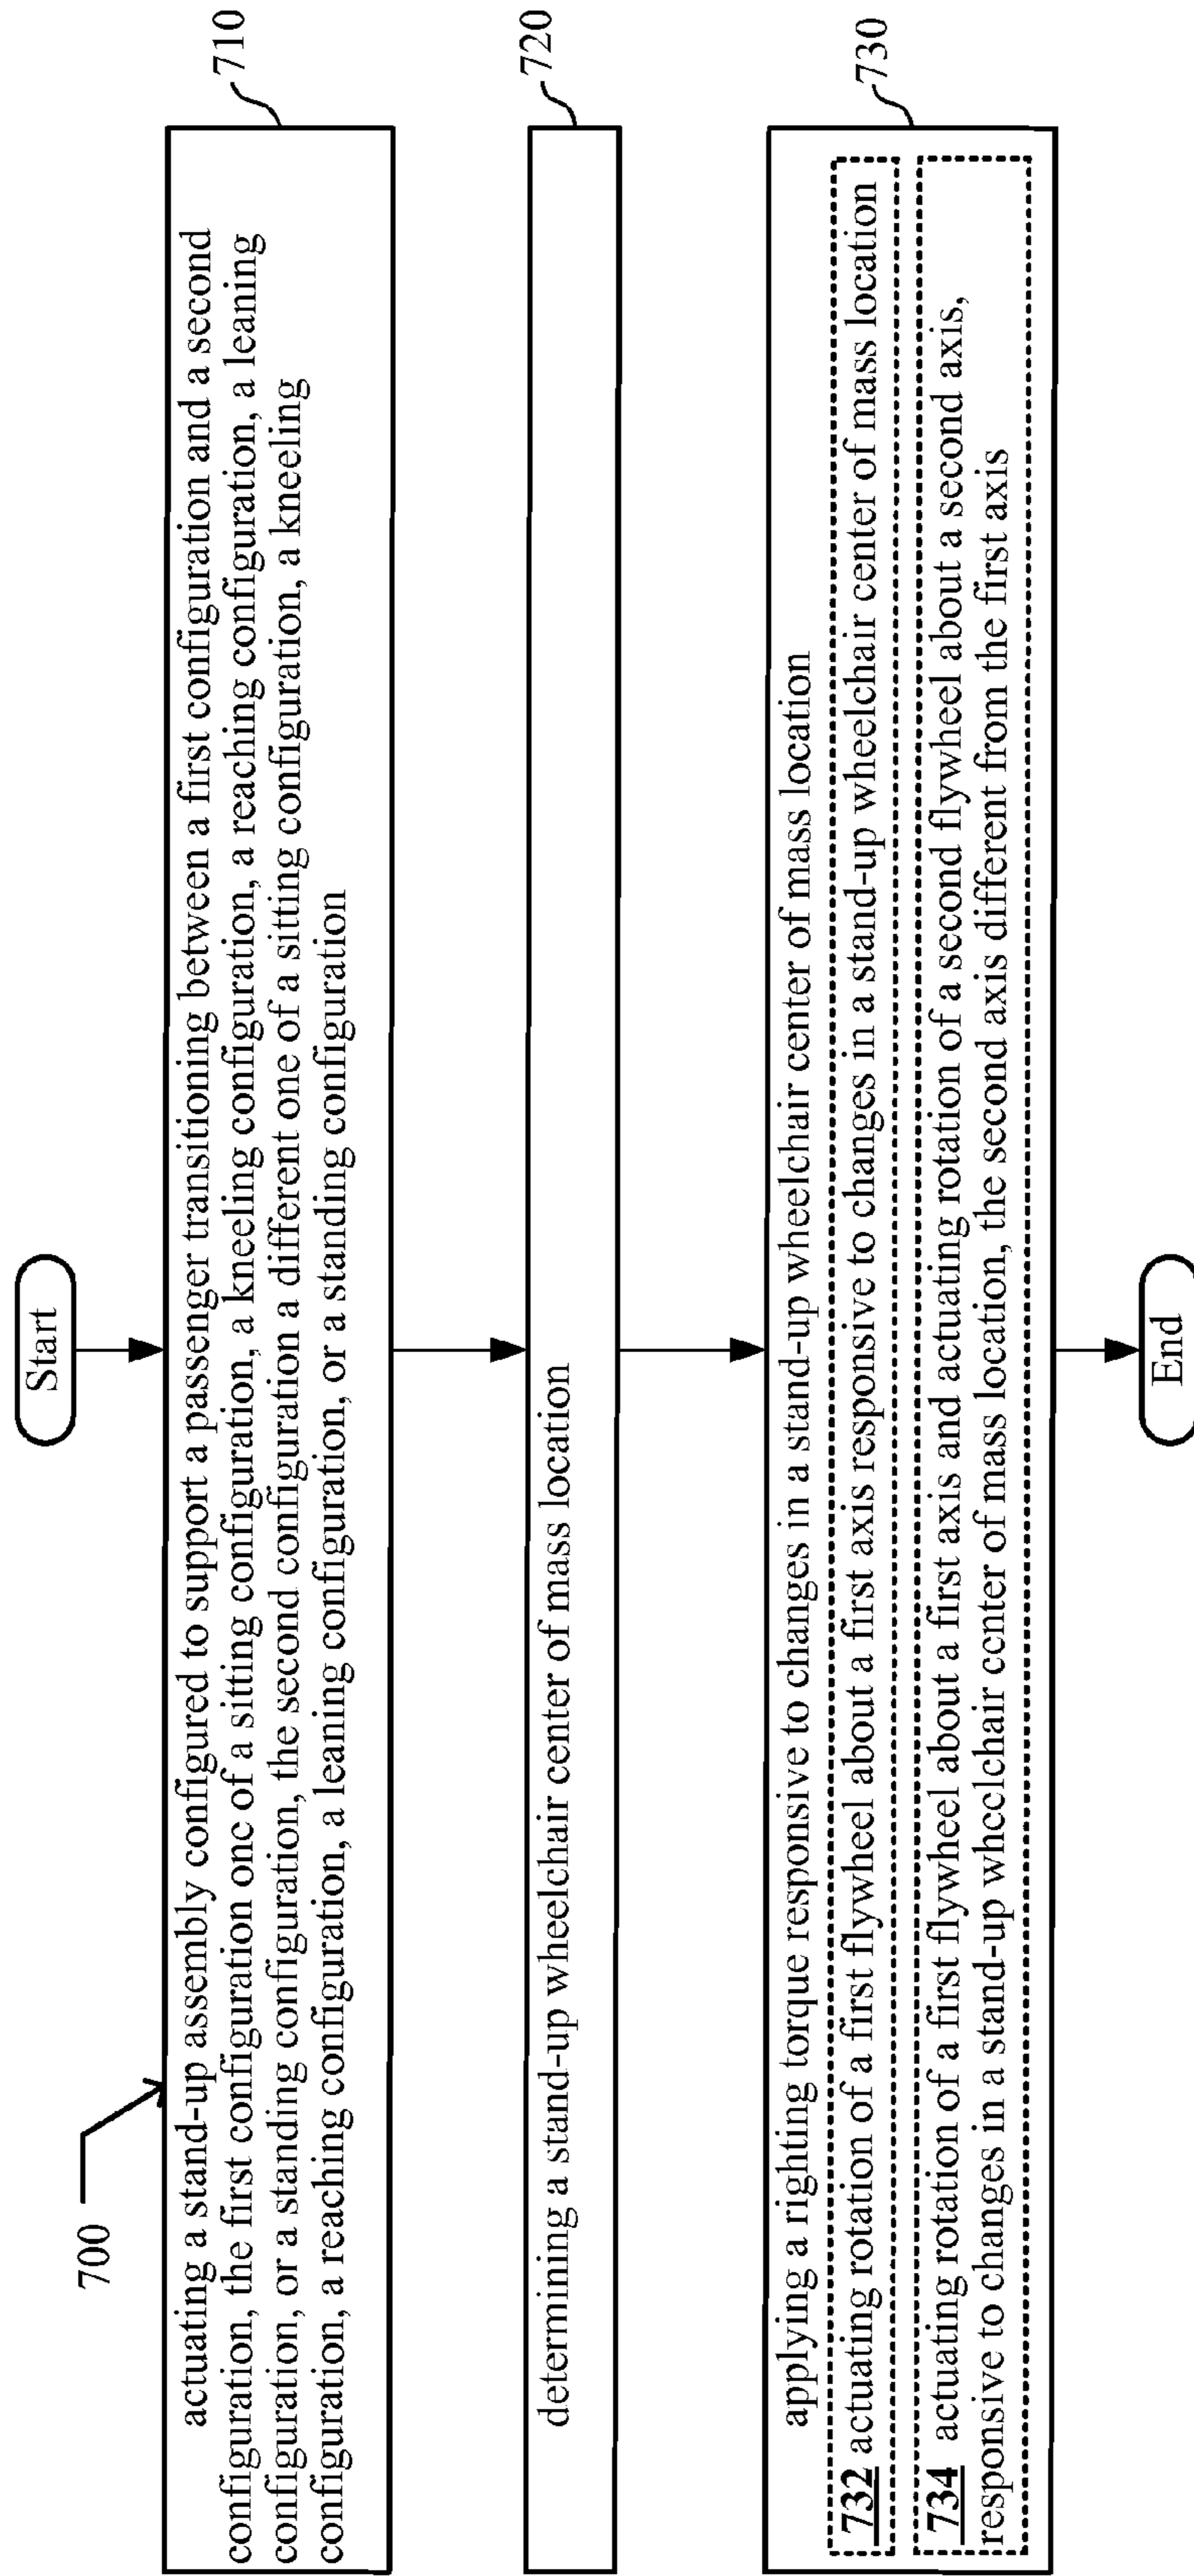 Start
700
actuating a stand-up assembly configured to support a passenger transitioning between a first configuration and a second
configuration, the first configuration one of a sitting configuration, a kneeling configuration, a reaching configuration, a leaning
configuration, or a standing configuration, the second configuration a different one of a sitting configuration, a kneeling
configuration, a reaching configuration, a leaning configuration, or a standing configuration
710
determining a stand-up wheelchair center of mass location
720
applying a righting torque responsive to changes in a stand-up wheelchair center of mass location
730
732 actuating rotation of a first flywheel about a first axis responsive to changes in a stand-up wheelchair center of mass location
734 actuating rotation of a first flywheel about a first axis and actuating rotation of a second flywheel about a second axis,
responsive to changes in a stand-up wheelchair center of mass location, the second axis different from the first axis
End